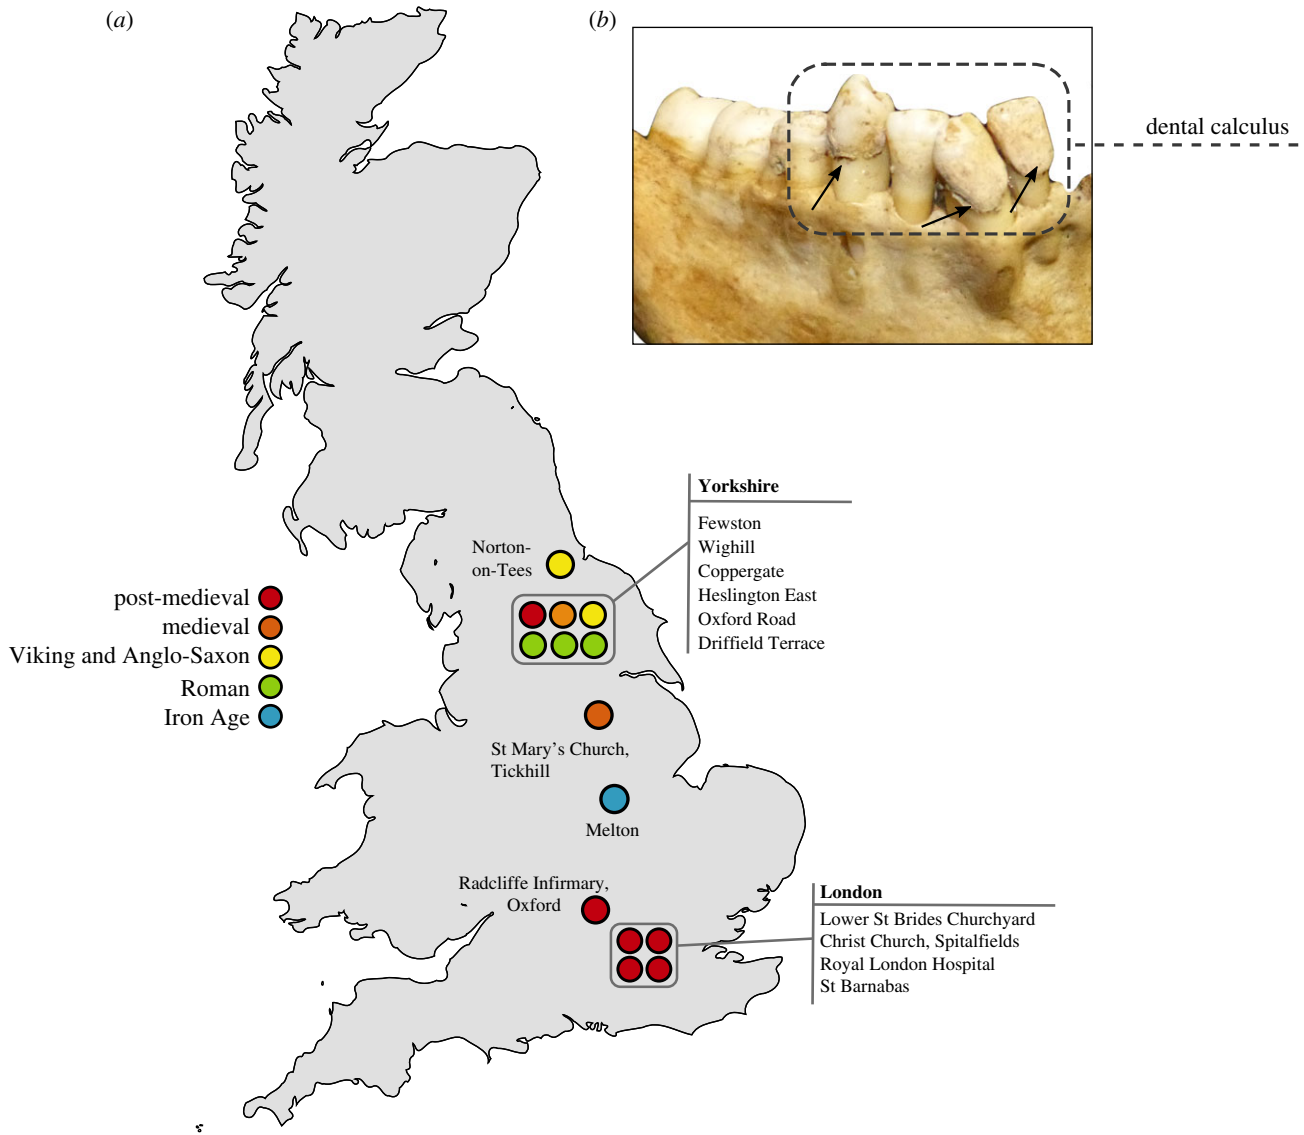 (a)
(b)
dental calculus
Yorkshire
Fewston
Wighill
Coppergate
Heslington East
Oxford Road
Driffield Terrace
Norton-
on-Tees
post-medieval
medieval
Viking and Anglo-Saxon
Roman
Iron Age
St Mary's Church,
Tickhill
Melton
Radcliffe Infirmary,
Oxford
London
Lower St Brides Churchyard
Christ Church, Spitalfields
Royal London Hospital
St Barnabas